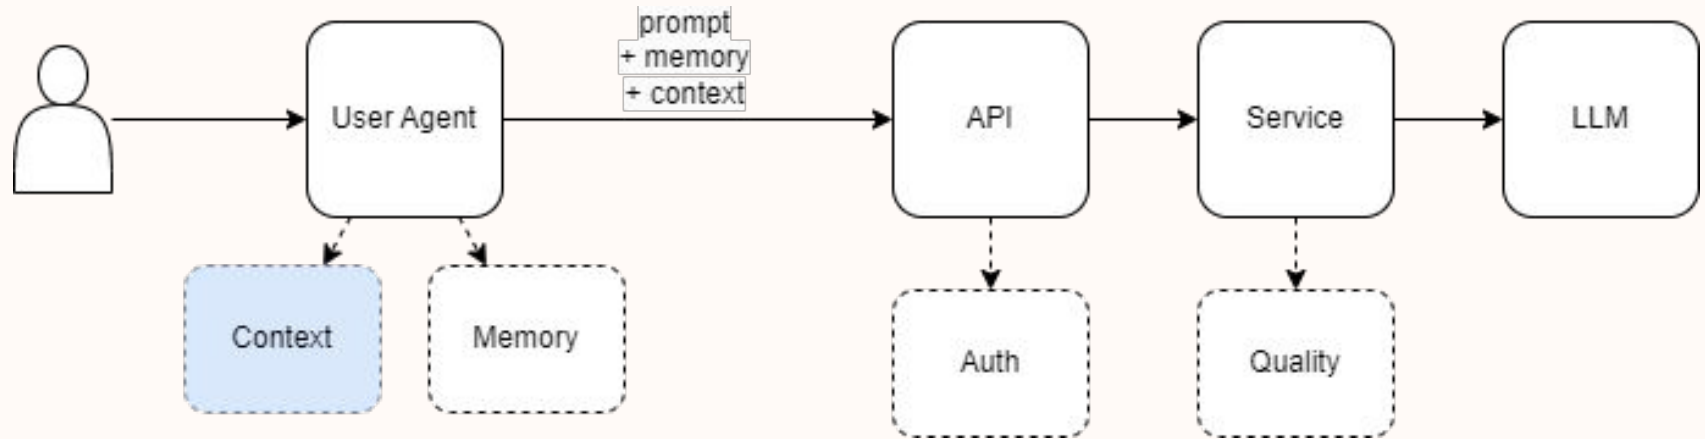 prompt
+ memory
+ context
User Agent
API
Service
LLM
Context
Memory
Auth
Quality